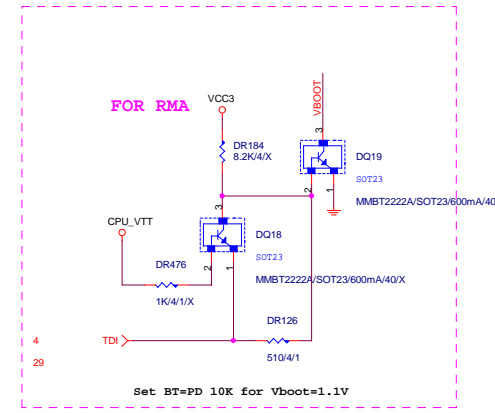 FOR RMA
VCC3
VBOOT
DR184
8.2K/4/X
3
DQ19
SOT23
2
1
MMBT2222A/SOT23/600mA/40
3
CPU_VTT
DQ18
SOT23
DR476
2
1
MMBT2222A/SOT23/600mA/40/X
1K/4/1/X
DR126
4
TDI
510/4/1
29
Set BT=PD 10K for Vboot=1.1V